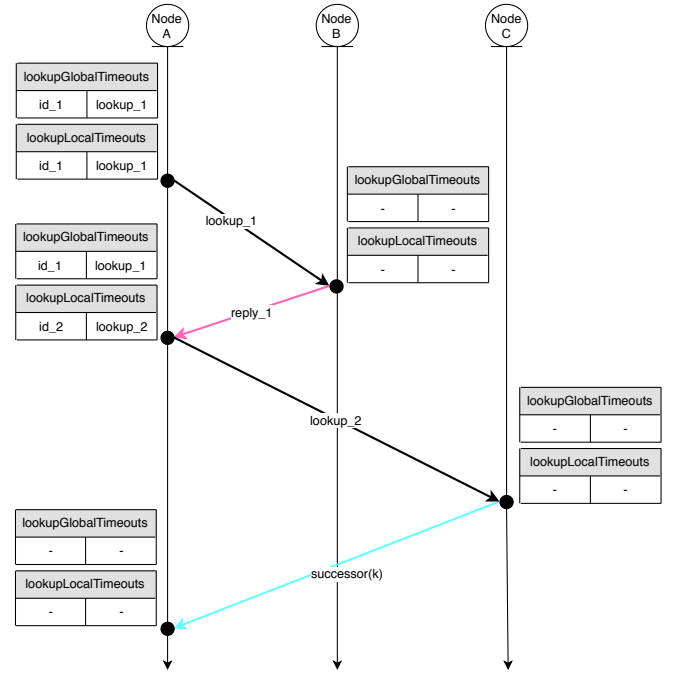 Node
A
Node
B
Node
C
lookupGlobalTimeouts
id_1 lookup_1
lookupLocalTimeouts
id_1 lookup_1
lookupGlobalTimeouts
- -
lookup_1
lookupGlobalTimeouts
id_1 lookup_1
lookupLocalTimeouts
- -
lookupLocalTimeouts
id_2 lookup_2
reply_1
lookupGlobalTimeouts
- -
lookup_2
lookupLocalTimeouts
- -
lookupGlobalTimeouts
- -
successor(k)
lookupLocalTimeouts
- -